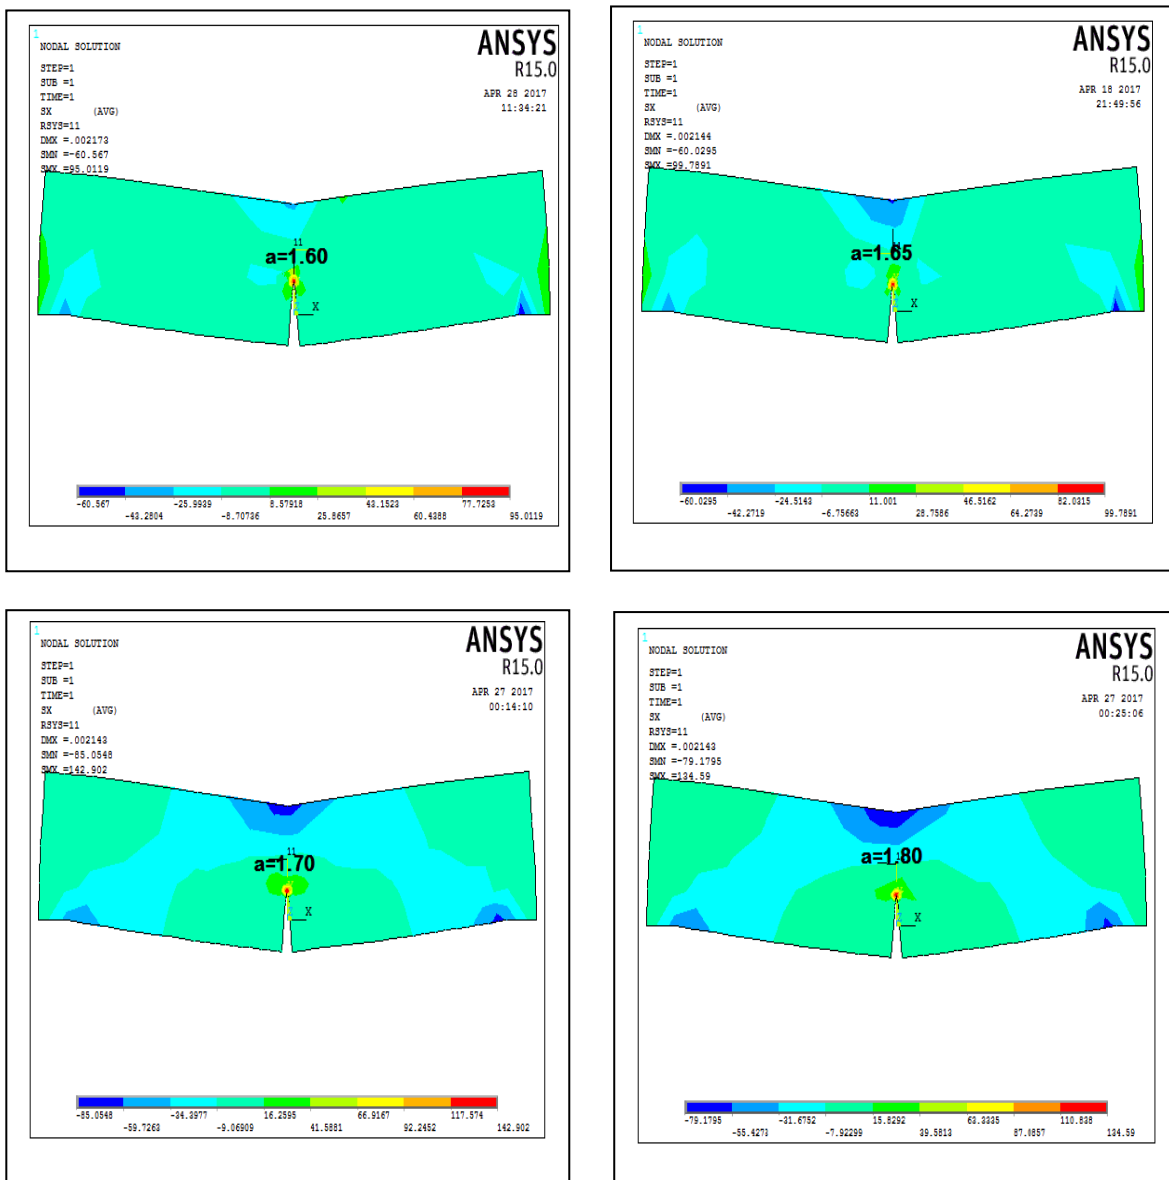 1
NODAL SOLUTION
ANSYS
R15.0
STEP=1
SUB =1
TIME=1
SX (AVG)
RSYS=11
DMX =.002173
SMN =-60.567
SMX =95.0119
APR 28 2017
11:34:21
11
a=1.60
X
-60.567 -25.9939 8.57918 43.1523 77.7253
-43.2804 -8.70736 25.8657 60.4388 95.0119
1
NODAL SOLUTION
ANSYS
R15.0
STEP=1
SUB =1
TIME=1
SX (AVG)
RSYS=11
DMX =.002144
SMN =-60.0295
SMX =99.7891
APR 18 2017
21:49:56
a=1.65
X
-60.0295 -24.5143 11.001 46.5162 82.0315
-42.2719 -6.75663 28.7586 64.2739 99.7891
1
NODAL SOLUTION
ANSYS
R15.0
STEP=1
SUB =1
TIME=1
SX (AVG)
RSYS=11
DMX =.002143
SMN =-85.0548
SMX =142.902
APR 27 2017
00:14:10
11
a=1.70
X
-85.0548 -34.3977 16.2595 66.9167 117.574
-59.7263 -9.06909 41.5881 92.2452 142.902
1
NODAL SOLUTION
ANSYS
R15.0
STEP=1
SUB =1
TIME=1
SX (AVG)
RSYS=11
DMX =.002143
SMN =-79.1795
SMX =134.59
APR 27 2017
00:25:06
a=1.80
X
-79.1795 -31.6752 15.8292 63.3335 110.838
-55.4273 -7.92299 39.5813 87.0857 134.59